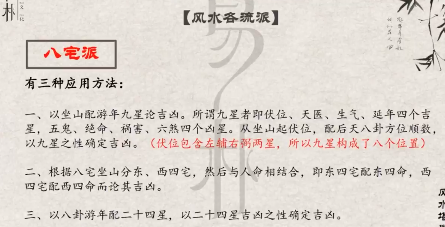 【风水各流派】
八宅派
有三种应用方法：
一、以坐山配游年九星论吉凶。所谓九星者即伏位、天医、生气、延年四个吉
星，五鬼、绝命、祸害、六煞四个凶星。从坐山起伏位，配后天八卦方位顺数，
以九星之性确定吉凶。（伏位包含左辅右弼两星，所以九星构成了八个位置）
二、根据八宅坐山分东、西四宅，然后与人命相结合，即东四宅配东四命，西
四宅配西四命而论其吉凶。
三、以八卦游年配二十四星，以二十四星吉凶之性确定吉凶。
易
朴